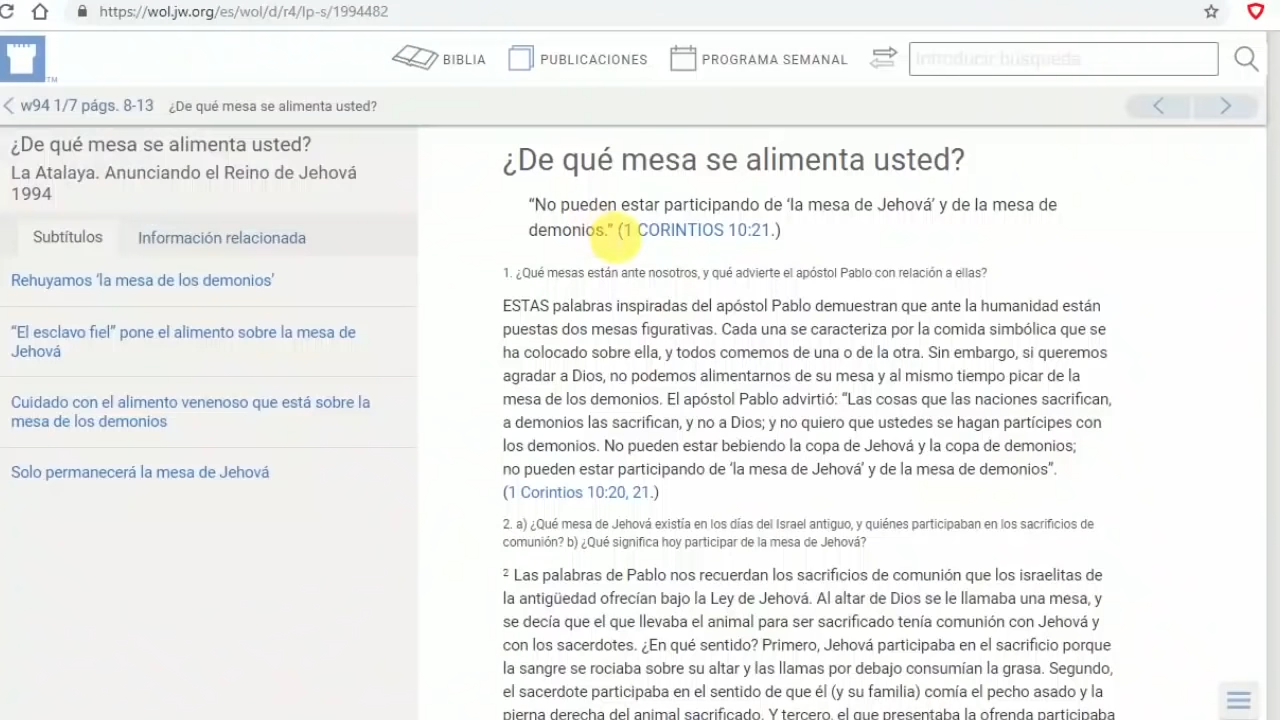 https://wol.jw.org/es/wol/d/r4/lp-s/1994482
BIBLIA
PUBLICACIONES
PROGRAMA SEMANAL
Introducir búsqueda
TM
w94 1/7 págs. 8-13 ¿De qué mesa se alimenta usted?
¿De qué mesa se alimenta usted?
La Atalaya. Anunciando el Reino de Jehová
1994
Subtítulos
Información relacionada
Rehuyamos ‘la mesa de los demonios’
“El esclavo fiel” pone el alimento sobre la mesa de
Jehová
Cuidado con el alimento venenoso que está sobre la
mesa de los demonios
Solo permanecerá la mesa de Jehová
¿De qué mesa se alimenta usted?
“No pueden estar participando de ‘la mesa de Jehová’ y de la mesa de
demonios.” (1 CORINTIOS 10:21.)
1. ¿Qué mesas están ante nosotros, y qué advierte el apóstol Pablo con relación a ellas?
ESTAS palabras inspiradas del apóstol Pablo demuestran que ante la humanidad están
puestas dos mesas figurativas. Cada una se caracteriza por la comida simbólica que se
ha colocado sobre ella, y todos comemos de una o de la otra. Sin embargo, si queremos
agradar a Dios, no podemos alimentarnos de su mesa y al mismo tiempo picar de la
mesa de los demonios. El apóstol Pablo advirtió: “Las cosas que las naciones sacrifican,
a demonios las sacrifican, y no a Dios; y no quiero que ustedes se hagan partícipes con
los demonios. No pueden estar bebiendo la copa de Jehová y la copa de demonios;
no pueden estar participando de ‘la mesa de Jehová’ y de la mesa de demonios”.
(1 Corintios 10:20, 21.)
2. a) ¿Qué mesa de Jehová existía en los días del Israel antiguo, y quiénes participaban en los sacrificios de
comunión? b) ¿Qué significa hoy participar de la mesa de Jehová?
² Las palabras de Pablo nos recuerdan los sacrificios de comunión que los israelitas de
la antigüedad ofrecían bajo la Ley de Jehová. Al altar de Dios se le llamaba una mesa, y
se decía que el que llevaba el animal para ser sacrificado tenía comunión con Jehová y
con los sacerdotes. ¿En qué sentido? Primero, Jehová participaba en el sacrificio porque
la sangre se rociaba sobre su altar y las llamas por debajo consumían la grasa. Segundo,
el sacerdote participaba en el sentido de que él (y su familia) comía el pecho asado y la
pierna derecha del animal sacrificado. Y tercero, el que presentaba la ofrenda participaba